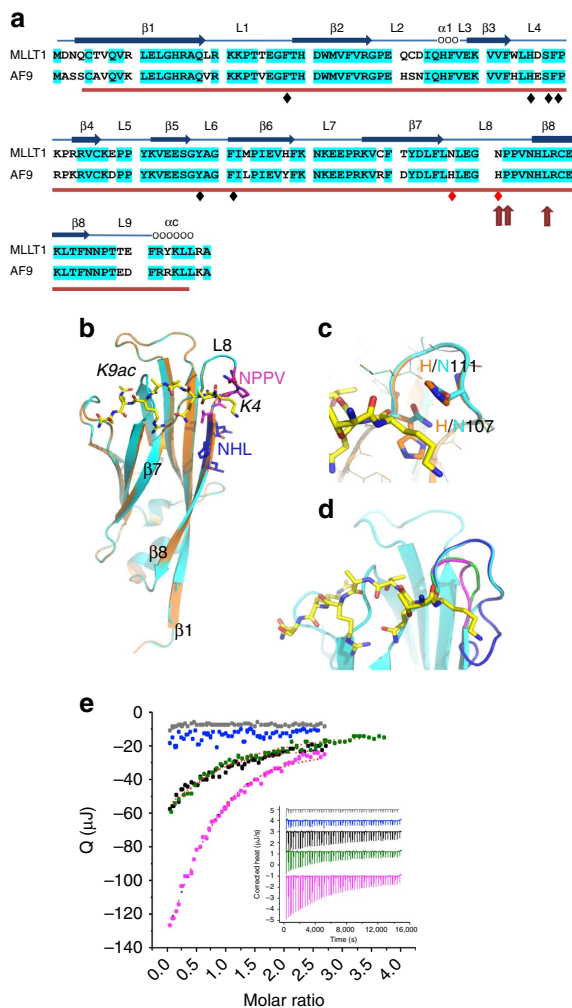 a
β1 L1 β2 L2 α1 L3 β3 L4
MLLT1 MDNQCTVQVR LELGHRAQLR KKPTTEGFTH DWMVFVRGPE QCDIQHFVEK VVFWLHDSFP
AF9 MASSCAVQVK LELGHRAQVR KKPTVEGFTH DWMVFVRGPE HSNIQHFVEK VVFHLHESFP
β4 L5 β5 L6 β6 L7 β7 L8 β8
MLLT1 KPRRVCKEPP YKVEESGYAG FIMPIEVHFK NKEEPRKVCF TYDLFLNLEG NPPVNHLRCE
AF9 RPKRVCKDPP YKVEESGYAG FILPIEVYFK NKEEPRKVRF DYDLFLHLEG HPPVNHLRCE
β8 L9 αc
MLLT1 KLTFNNPTTE FRYKLLRA
AF9 KLTFNNPTED FRRKLLKA
b
K9ac
L8
NPPV
K4
NHL
β7
β8
β1
c
H/N111
H/N107
d
e
Q (µJ)
0
−20
−40
−60
−80
−100
−120
−140
0.0 0.5 1.0 1.5 2.0 2.5 3.0 3.5 4.0
Molar ratio
Corrected heat (µJ/s)
5
4
3
2
1
0
−1
−2
−3
−4
−5
0 4,000 8,000 12,000 16,000
Time (s)